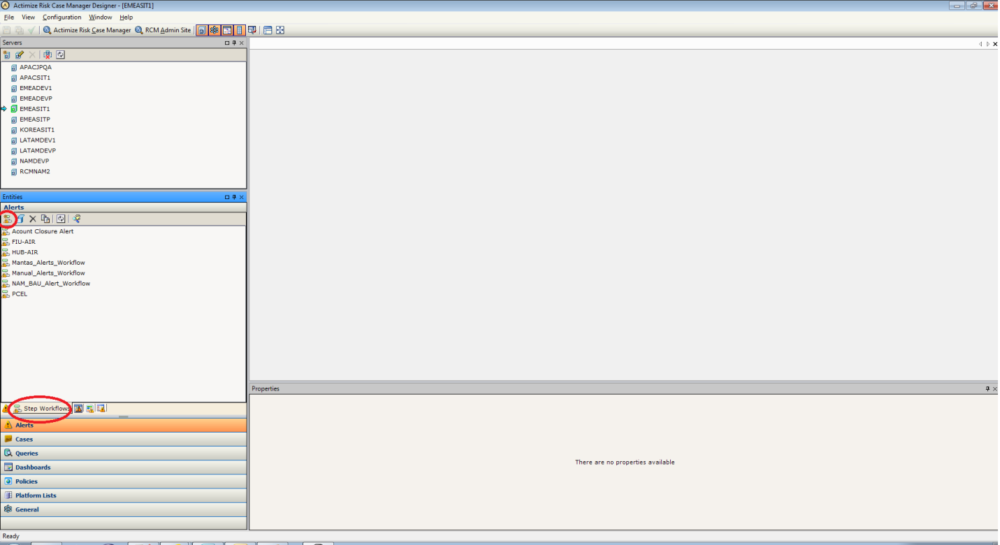 Actimize Risk Case Manager Designer - [EMEASIT1]
File View Configuration Window Help
Actimize Risk Case Manager RCM Admin Site
Servers
APACJPQA
APACSIT1
EMEADEV1
EMEADEVP
EMEASIT1
EMEASITP
KOREASIT1
LATAMDEV1
LATAMDEVP
NAMDEVP
RCMNAM2
Entities
Alerts
Acount Closure Alert
FIU-AIR
HUB-AIR
Mantas_Alerts_Workflow
Manual_Alerts_Workflow
NAM_BAU_Alert_Workflow
PCEL
Step Workflows
Alerts
Cases
Queries
Dashboards
Policies
Platform Lists
General
Properties
There are no properties available
Ready